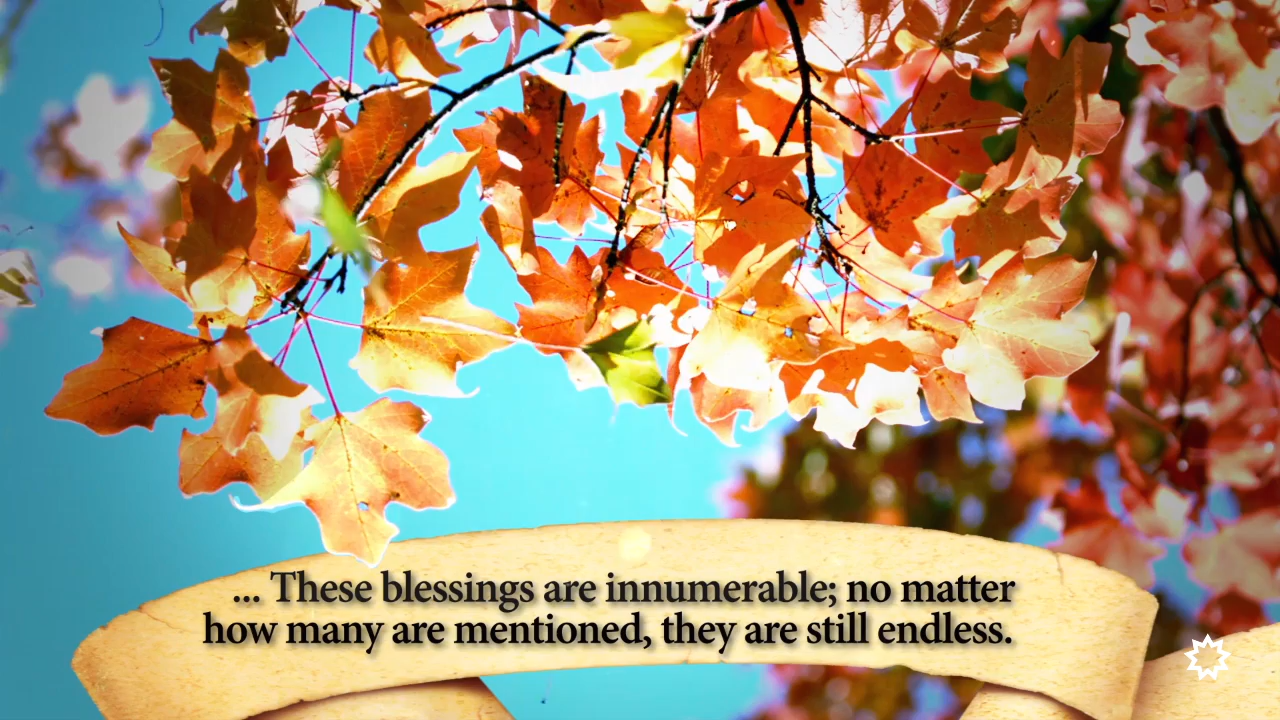 ... These blessings are innumerable; no matter
how many are mentioned, they are still endless.